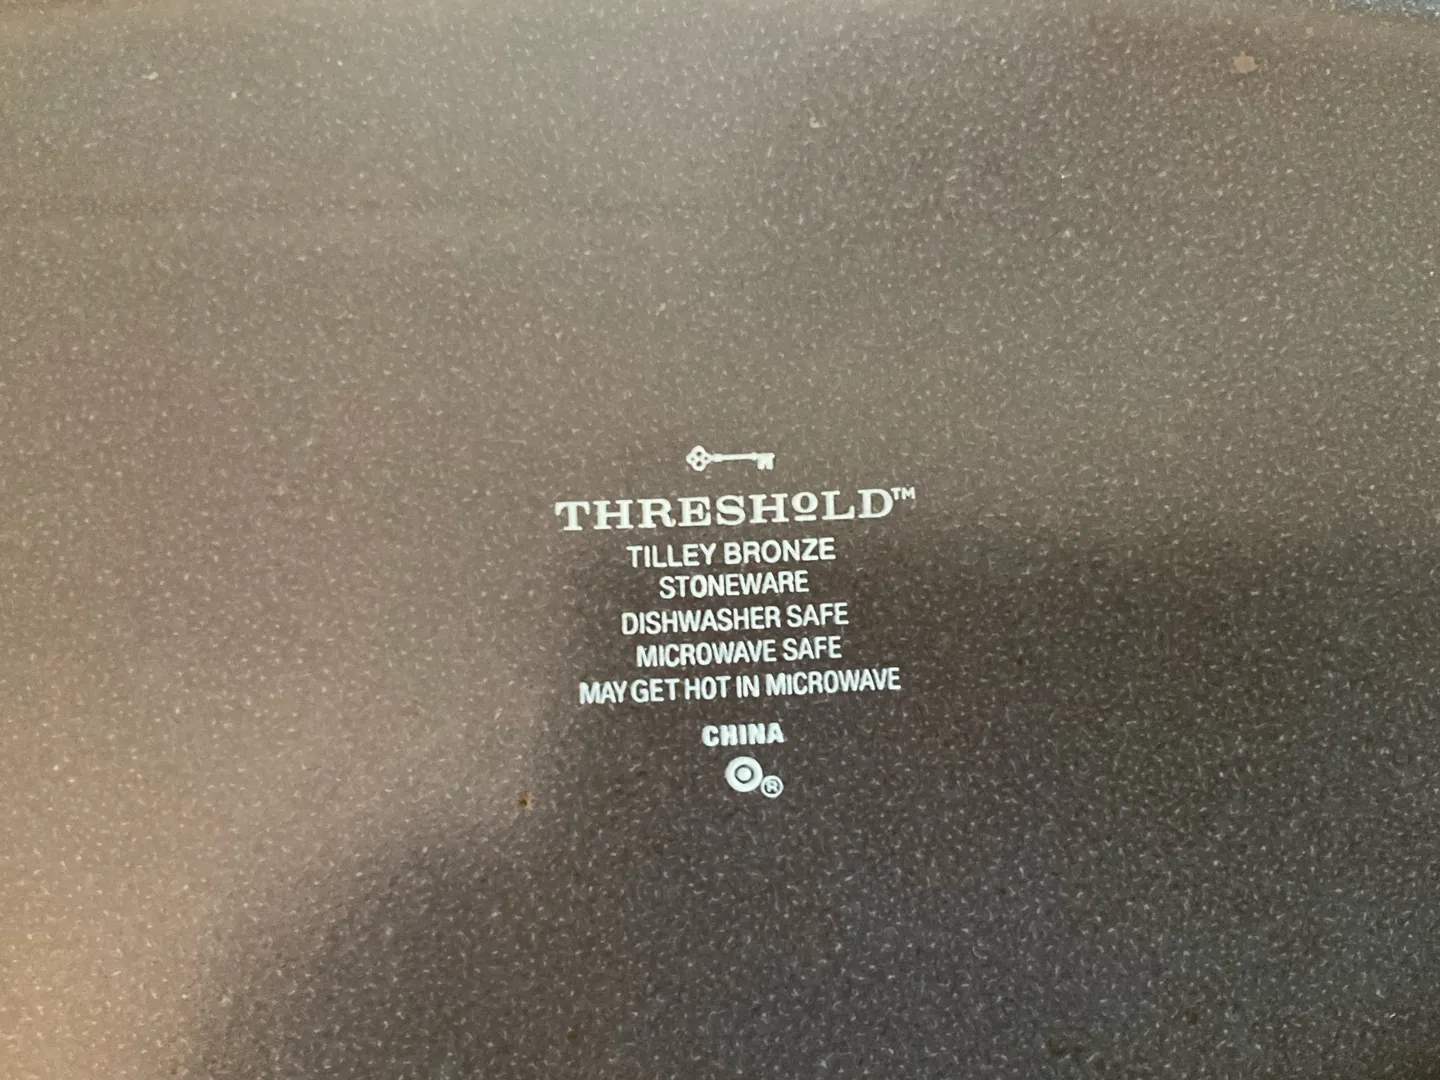 THRESHOLD™
TILLEY BRONZE
STONEWARE
DISHWASHER SAFE
MICROWAVE SAFE
MAY GET HOT IN MICROWAVE
CHINA
®